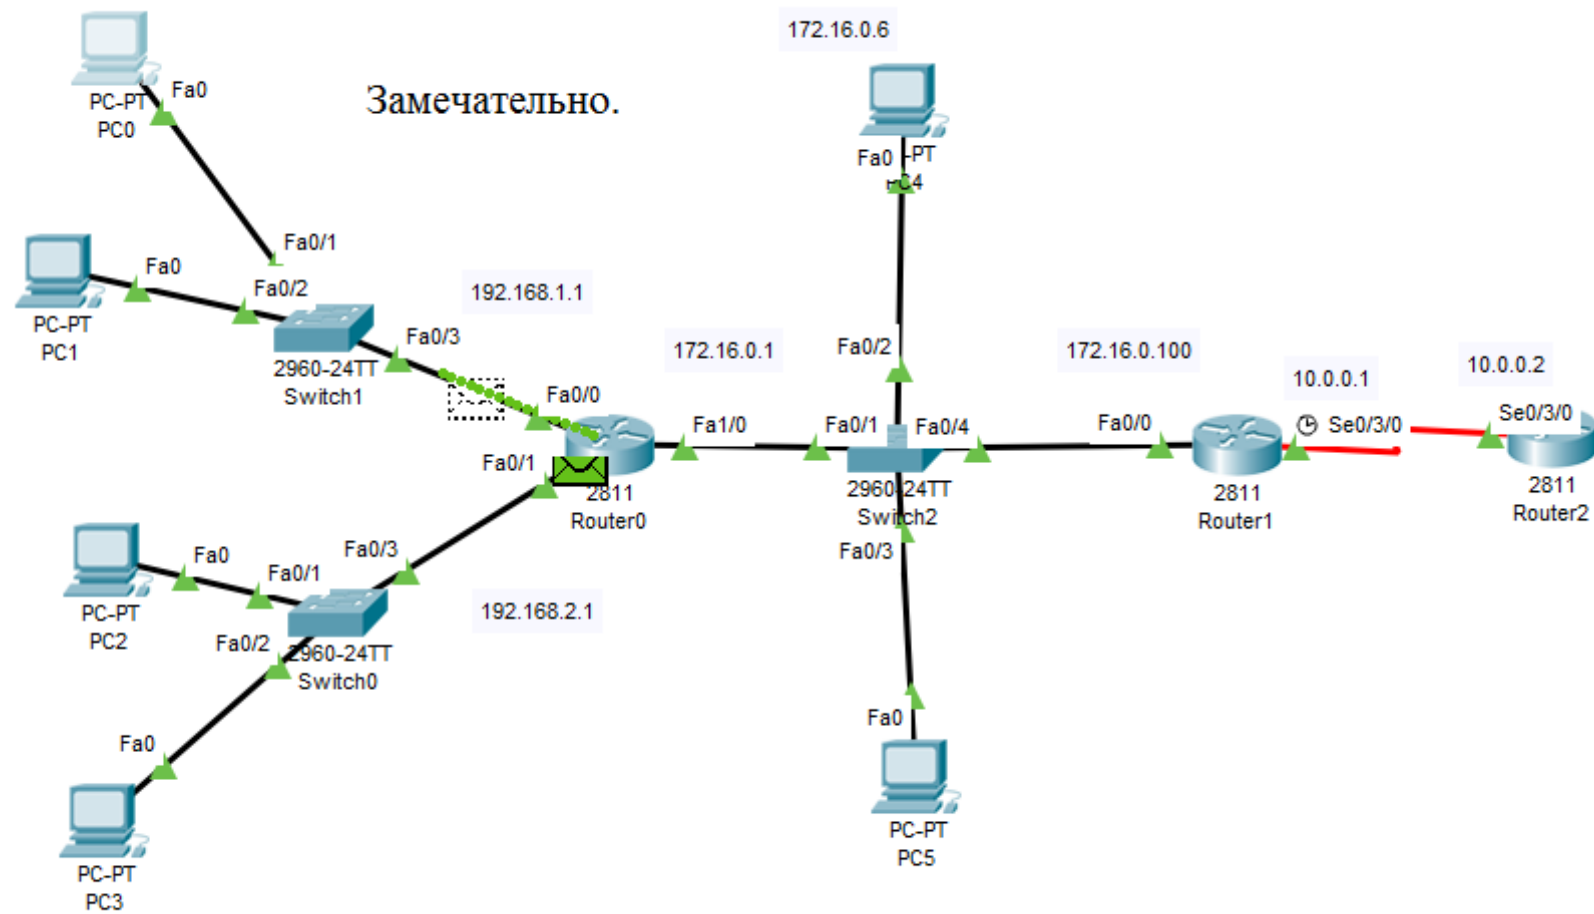 172.16.0.6
Замечательно.
Fa0
PC-PT
PC0
Fa0
-PT
PC4
Fa0/1
Fa0
Fa0/2
PC-PT
PC1
192.168.1.1
Fa0/3
2960-24TT
Switch1
172.16.0.1
Fa0/2
172.16.0.100
10.0.0.1
10.0.0.2
Fa0/0
Fa1/0
Fa0/1
Fa0/4
Fa0/0
Se0/3/0
Se0/3/0
Fa0/1
2811
Router0
2960-24TT
Switch2
2811
Router1
2811
Router2
Fa0/3
Fa0
Fa0/1
Fa0/3
PC-PT
PC2
192.168.2.1
Fa0/2
2960-24TT
Switch0
Fa0
Fa0
PC-PT
PC5
PC-PT
PC3